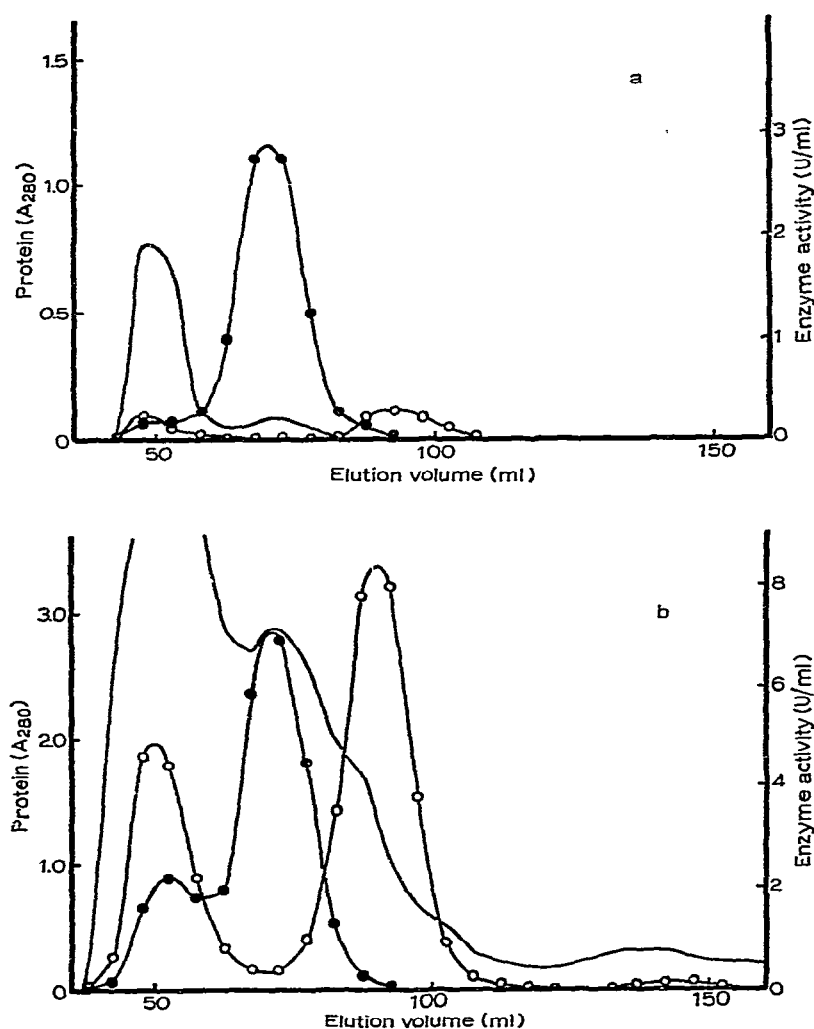 a
1.5
1.0
0.5
0
Protein (A280)
3
2
1
0
Enzyme activity (U/ml)
50
100
150
Elution volume (ml)
b
3.0
2.0
1.0
0
Protein (A280)
8
6
4
2
0
Enzyme activity (U/ml)
50
100
150
Elution volume (ml)